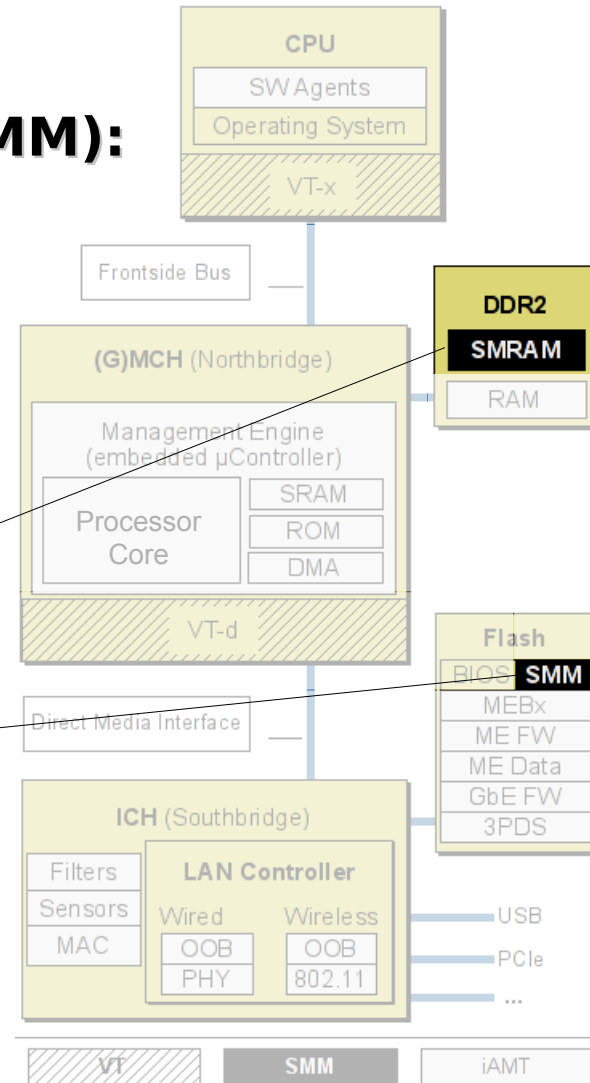 CPU
SW Agents
Operating System
VT-x
MM):
Frontside Bus
DDR2
SMRAM
RAM
(G)MCH (Northbridge)
Management Engine
(embedded µController)
Processor
Core
SRAM
ROM
DMA
VT-d
Flash
BIOS SMM
MEBx
ME FW
ME Data
GbE FW
3PDS
Direct Media Interface
ICH (Southbridge)
Filters
Sensors
MAC
LAN Controller
Wired Wireless
OOB OOB
PHY 802.11
USB
PCIe
...
VT SMM iAMT